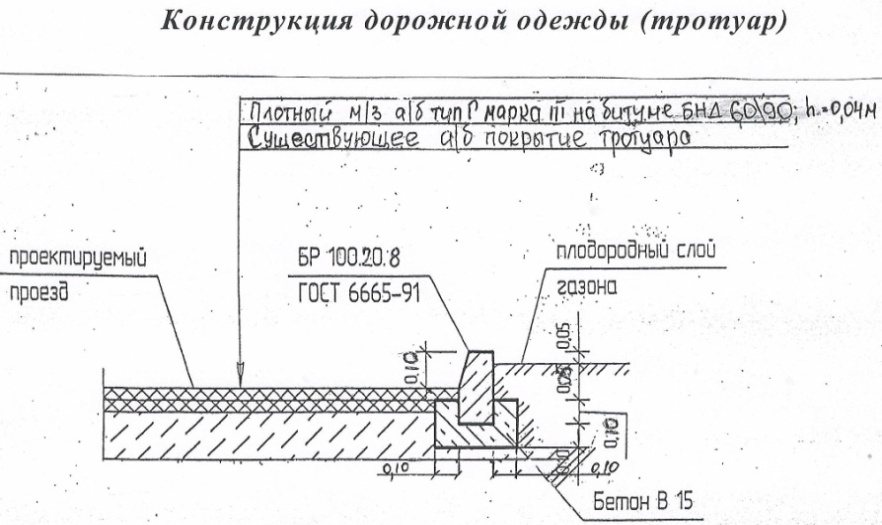 Конструкция дорожной одежды (тротуар)
Плотный м/з а/б тип Г марка III на битуме БНД 60\90; h=0,04м
Существующее а/б покрытие тротуара
проектируемый
проезд
БР 100.20.8
ГОСТ 6665-91
плодородный слой
газона
0,10
0,05
0,10
0,10
0,10
0,10
Бетон В 15